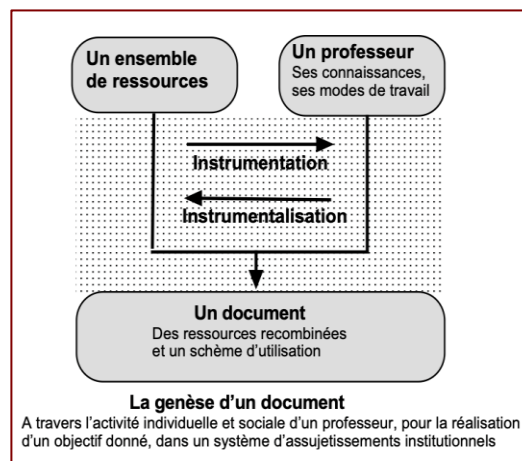 Un ensemble
de ressources
Un professeur
Ses connaissances,
ses modes de travail
Instrumentation
Instrumentalisation
Un document
Des ressources recombinées
et un schème d'utilisation
La genèse d'un document
A travers l'activité individuelle et sociale d'un professeur, pour la réalisation
d'un objectif donné, dans un système d'assujetissements institutionnels